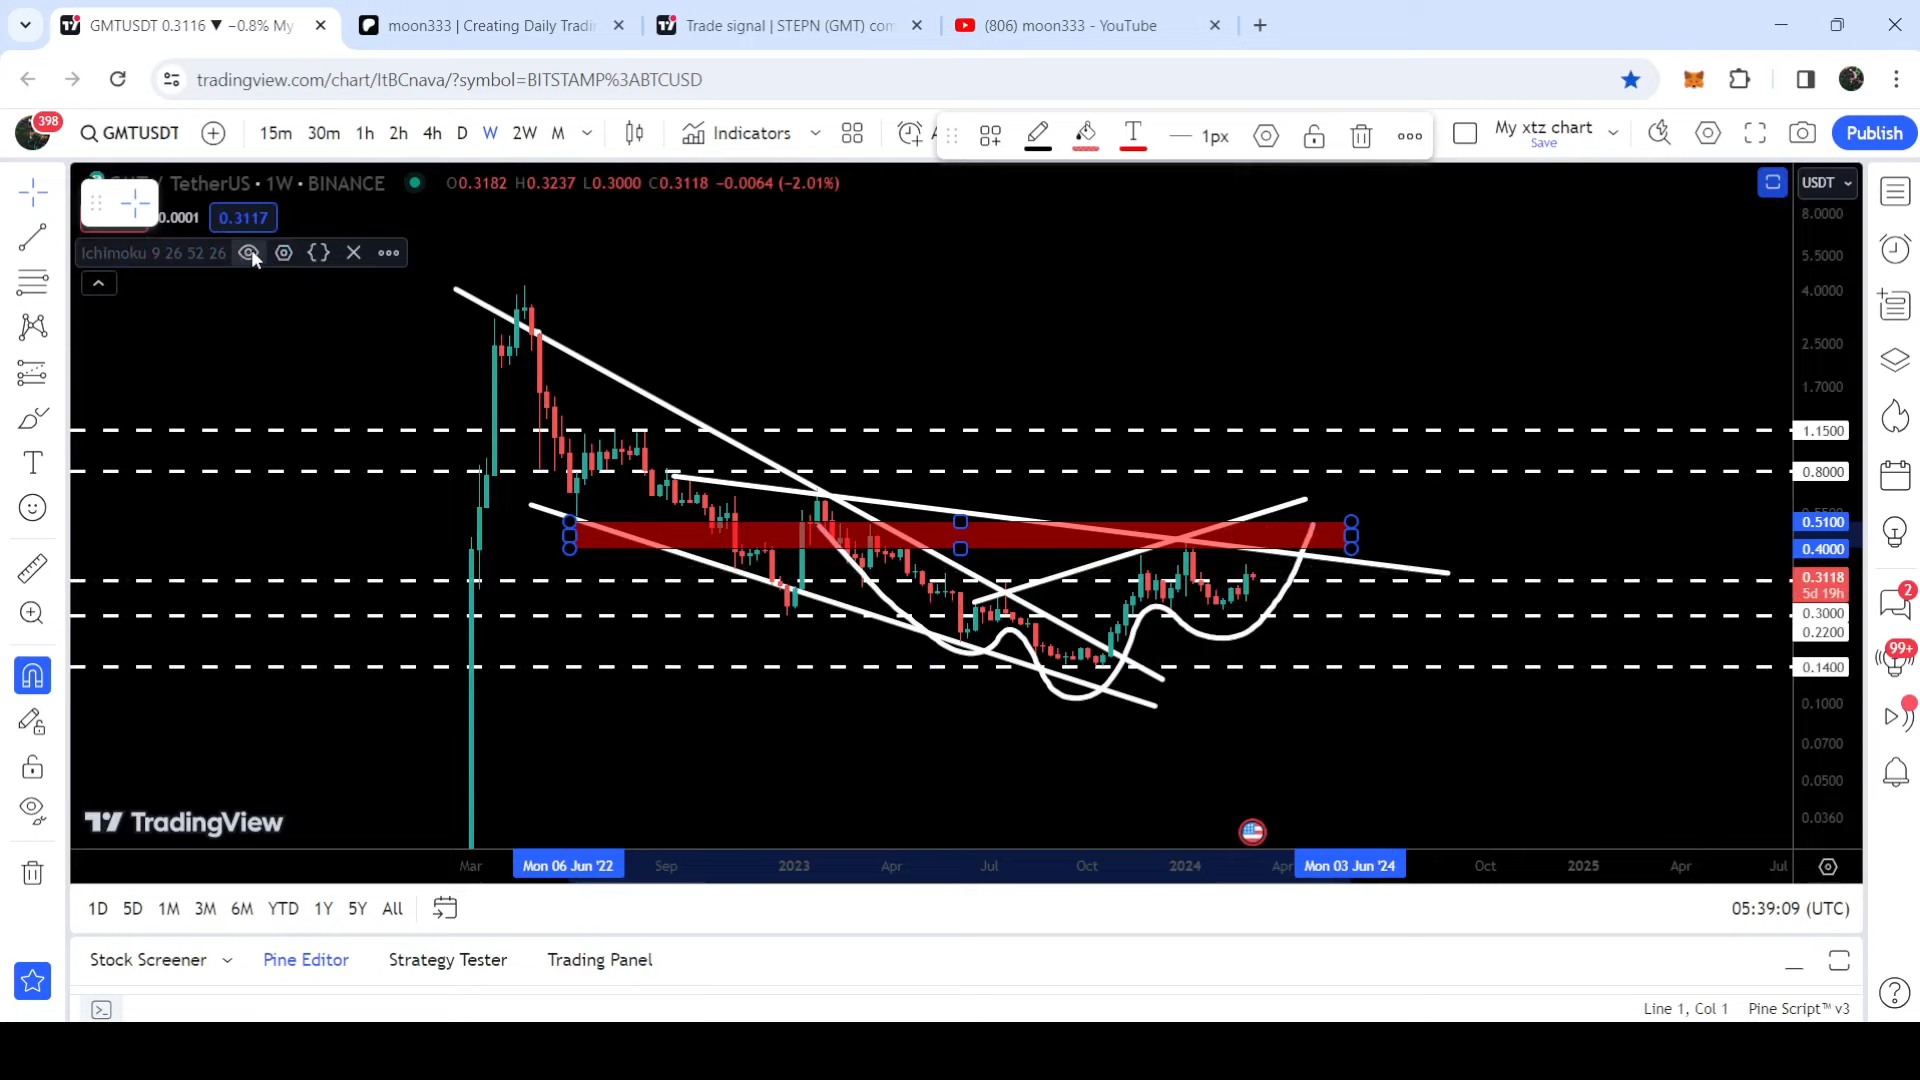 GMTUSDT 0.3116 ▼ −0.8% My
moon333 | Creating Daily Tradin
Trade signal | STEPN (GMT) com
(806) moon333 - YouTube
tradingview.com/chart/ItBCnava/?symbol=BITSTAMP%3ABTCUSD
398
GMTUSDT
15m 30m 1h 2h 4h D W 2W M
Indicators
T
1px
My xtz chart
Save
Publish
TetherUS • 1W • BINANCE
O0.3182 H0.3237 L0.3000 C0.3118 −0.0064 (−2.01%)
USDT
0.0001
0.3117
Ichimoku 9 26 52 26
8.0000
5.5000
4.0000
2.5000
1.7000
1.1500
0.8000
0.5100
0.4000
0.3118
5d 19h
0.3000
0.2200
0.1400
0.1000
0.0700
0.0500
0.0360
2
99+
TradingView
Mar
Mon 06 Jun '22
Sep
2023
Apr
Jul
Oct
2024
Apr
Mon 03 Jun '24
Oct
2025
Apr
Jul
1D 5D 1M 3M 6M YTD 1Y 5Y All
05:39:09 (UTC)
Stock Screener
Pine Editor
Strategy Tester
Trading Panel
Line 1, Col 1
Pine Script™ v3